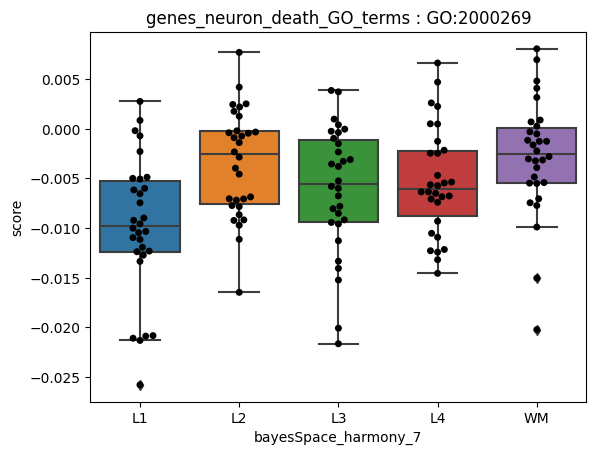 genes_neuron_death_GO_terms : GO:2000269
0.005
0.000
−0.005
−0.010
−0.015
−0.020
−0.025
score
L1 L2 L3 L4 WM
bayesSpace_harmony_7